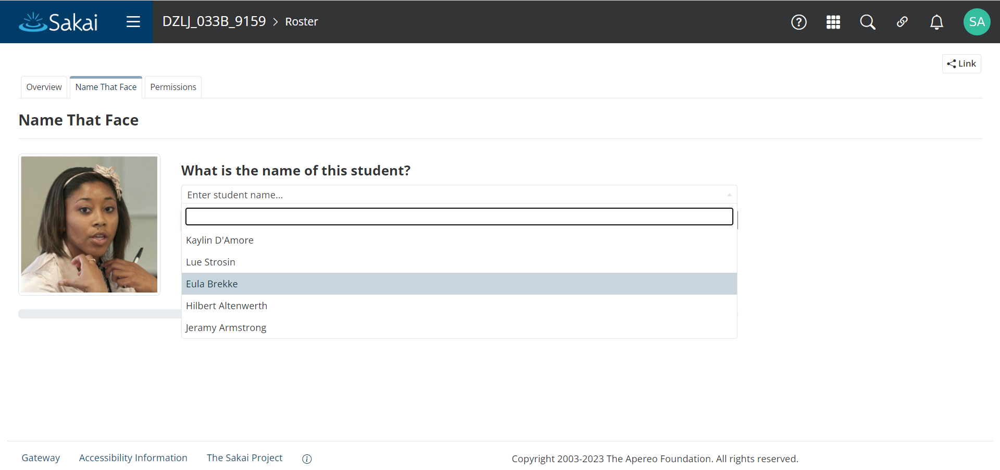 Sakai
DZLJ_033B_9159 > Roster
SA
Link
Overview
Name That Face
Permissions
Name That Face
What is the name of this student?
Enter student name...
Kaylin D'Amore
Lue Strosin
Eula Brekke
Hilbert Altenwerth
Jeramy Armstrong
Gateway
Accessibility Information
The Sakai Project
Copyright 2003-2023 The Apereo Foundation. All rights reserved.